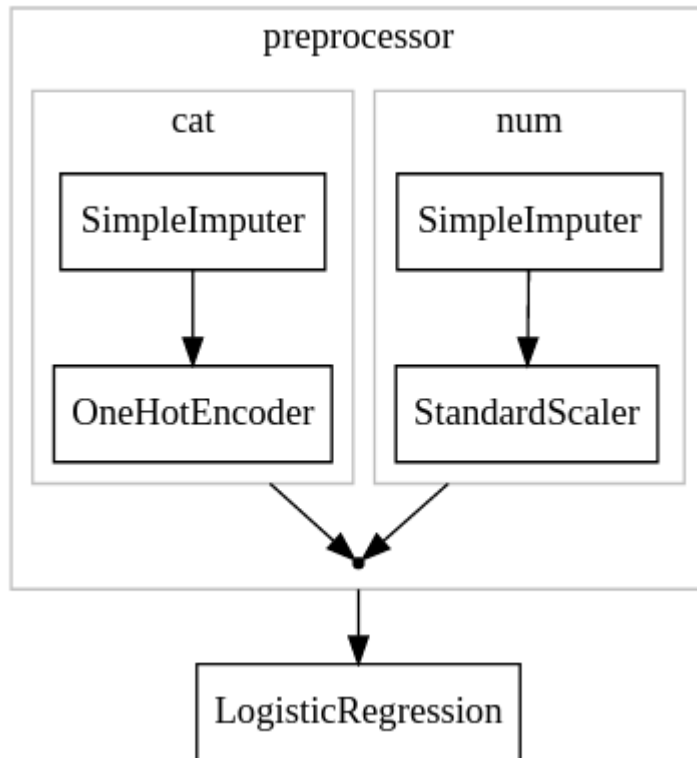 preprocessor
cat
num
SimpleImputer
SimpleImputer
OneHotEncoder
StandardScaler
LogisticRegression